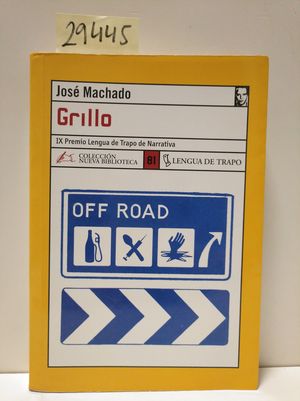 29445
José Machado
Grillo
IX Premio Lengua de Trapo de Narrativa
COLECCIÓN
NUEVA BIBLIOTECA
81
LENGUA DE TRAPO
OFF ROAD